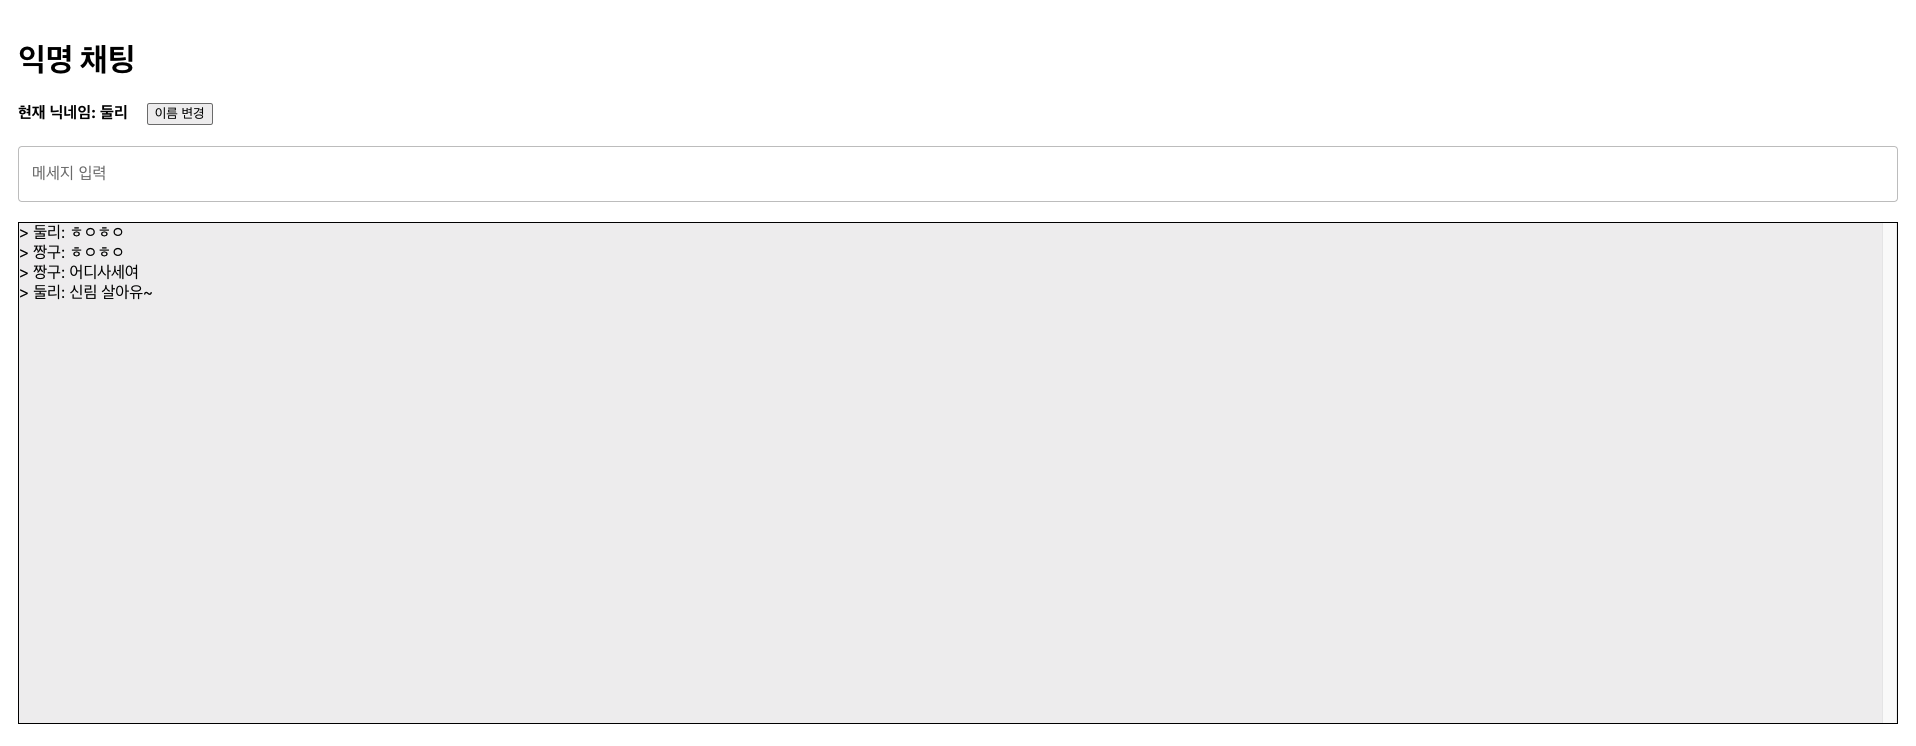 익명 채팅
현재 닉네임: 둘리 이름 변경
메세지 입력
> 둘리: ㅎㅇㅎㅇ
> 짱구: ㅎㅇㅎㅇ
> 짱구: 어디사세여
> 둘리: 신림 살아유~